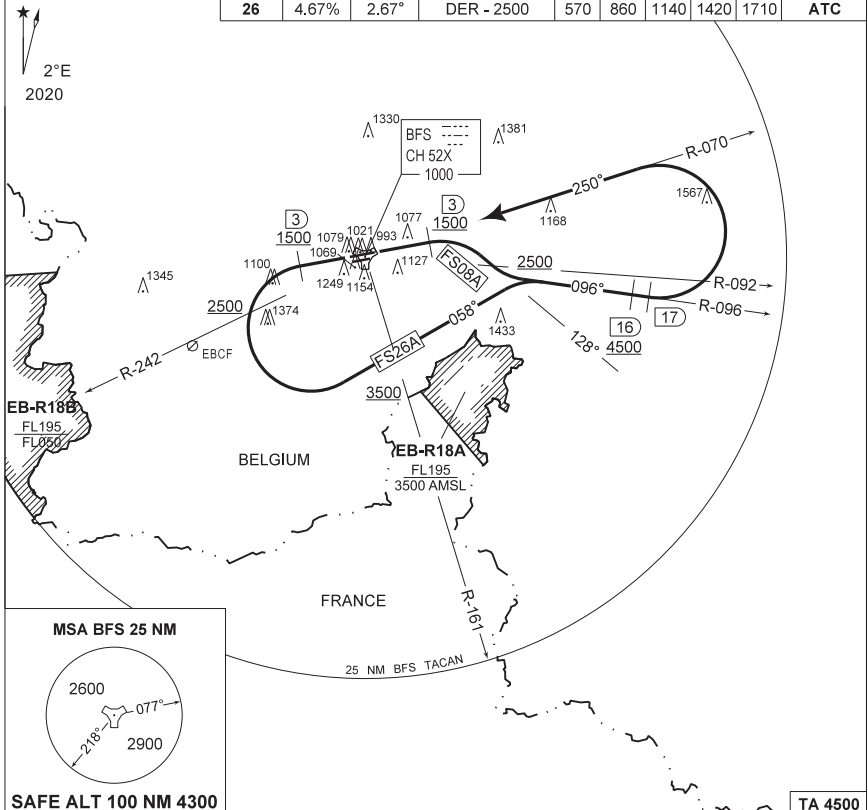 26 4.67% 2.67° DER - 2500 570 860 1140 1420 1710 ATC
2°E
2020
1330
BFS
CH 52X
1000
1381
R-070
250°
1567
1168
3
1500
1079
1021
993
1077
3
1500
1069
1127
FS08A
2500
1100
1249
1154
R-092
096°
R-096
1345
2500
1374
058°
1433
16
4500
17
128°
R-242
EBCF
FS26A
3500
EB-R18B
FL195
FL050
BELGIUM
EB-R18A
FL195
3500 AMSL
FRANCE
R-161
25 NM BFS TACAN
MSA BFS 25 NM
2600
077°
218°
2900
SAFE ALT 100 NM 4300
TA 4500